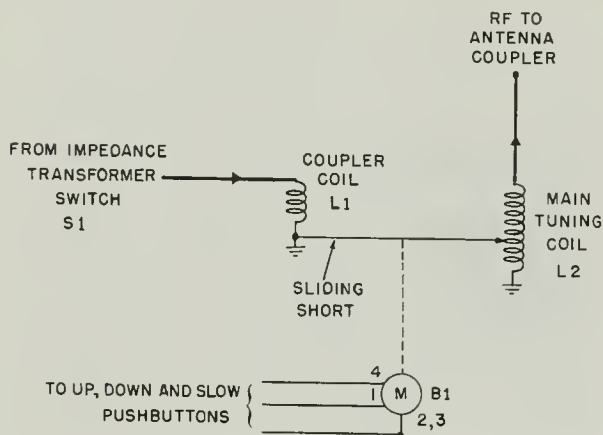 RF TO
ANTENNA
COUPLER
FROM IMPEDANCE
TRANSFORMER
SWITCH
S1
COUPLER
COIL
L1
MAIN
TUNING
COIL
L2
SLIDING
SHORT
4
1
M
B1
2,3
TO UP, DOWN AND SLOW
PUSHBUTTONS